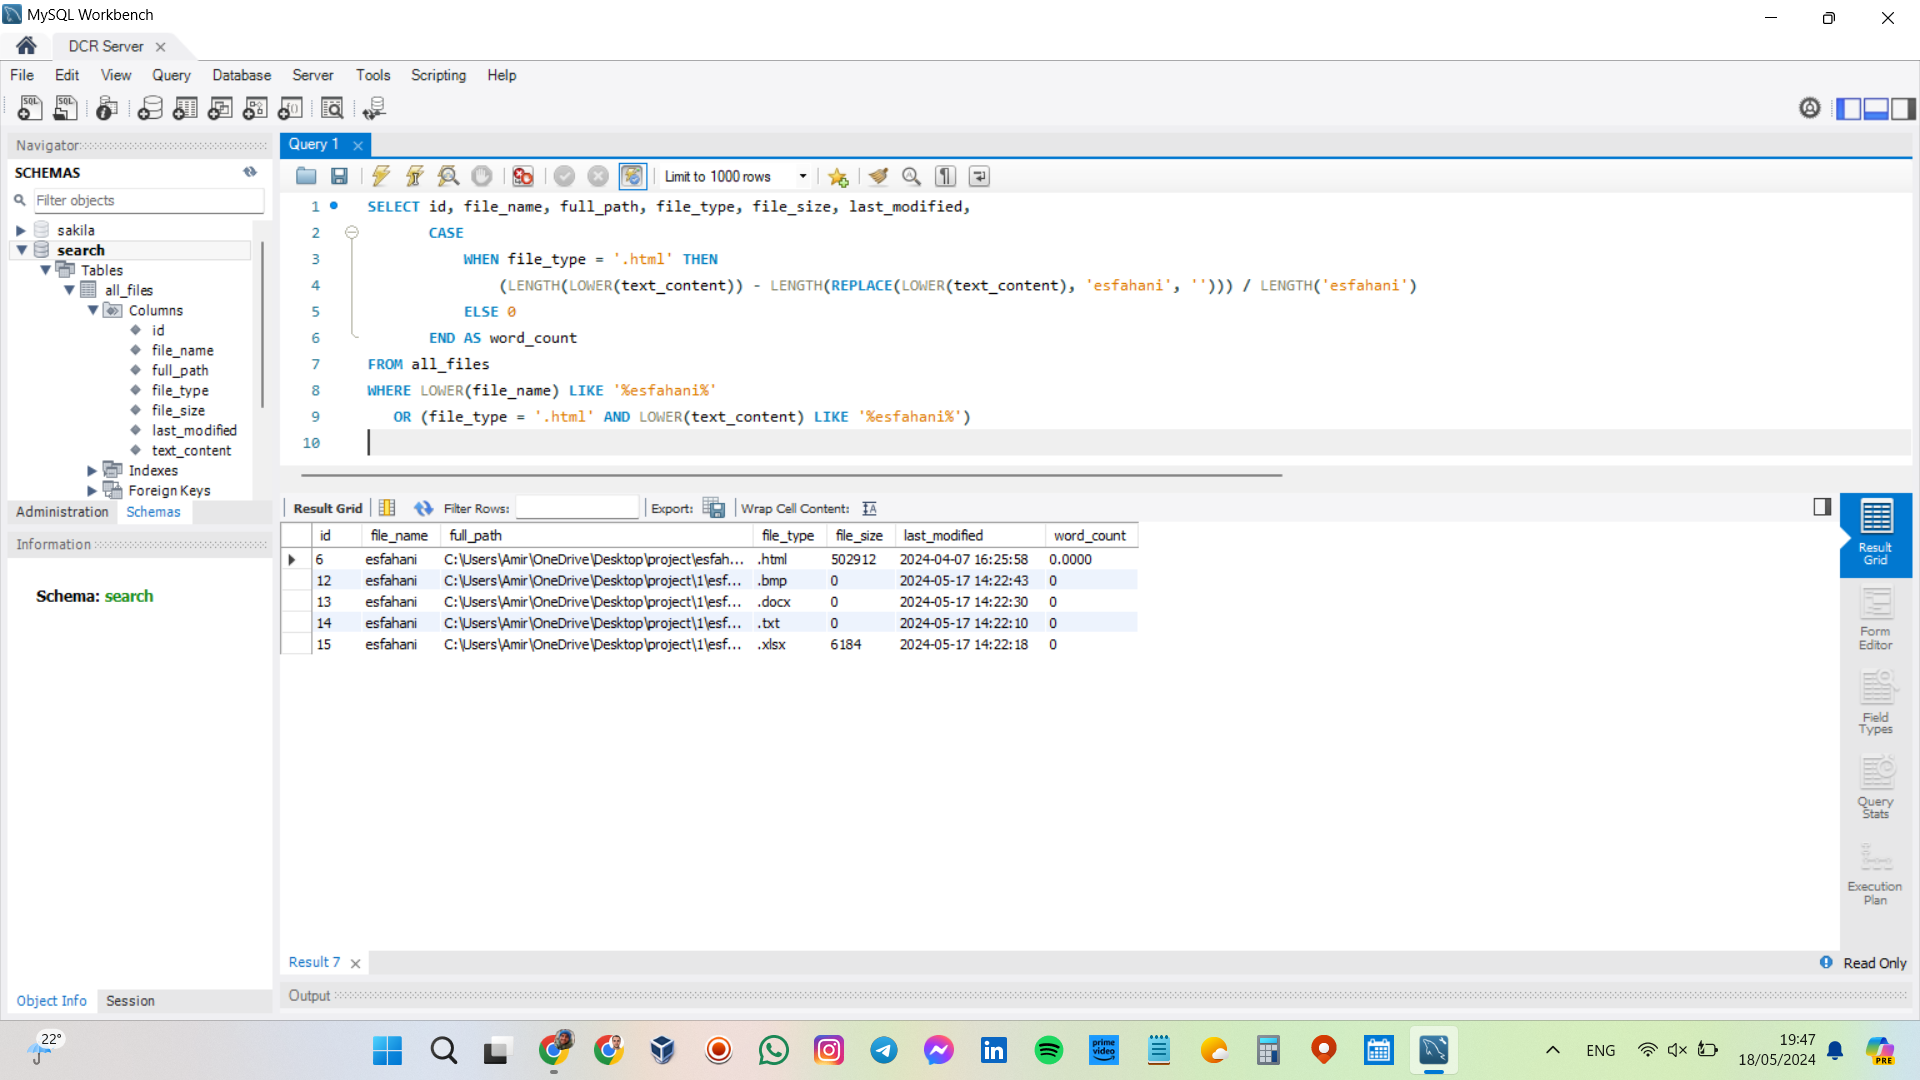 MySQL Workbench
DCR Server
File Edit View Query Database Server Tools Scripting Help
Navigator
Query 1
SCHEMAS
Limit to 1000 rows
Filter objects
sakila
search
Tables
all_files
Columns
id
file_name
full_path
file_type
file_size
last_modified
text_content
Indexes
Foreign Keys
1 SELECT id, file_name, full_path, file_type, file_size, last_modified,
2 CASE
3 WHEN file_type = '.html' THEN
4 (LENGTH(LOWER(text_content)) - LENGTH(REPLACE(LOWER(text_content), 'esfahani', ''))) / LENGTH('esfahani')
5 ELSE 0
6 END AS word_count
7 FROM all_files
8 WHERE LOWER(file_name) LIKE '%esfahani%'
9 OR (file_type = '.html' AND LOWER(text_content) LIKE '%esfahani%')
10
Administration Schemas
Information
Schema: search
Result Grid Filter Rows: Export: Wrap Cell Content:
id file_name full_path file_type file_size last_modified word_count
6 esfahani C:\Users\Amir\OneDrive\Desktop\project\esfah... .html 502912 2024-04-07 16:25:58 0.0000
12 esfahani C:\Users\Amir\OneDrive\Desktop\project\1\esf... .bmp 0 2024-05-17 14:22:43 0
13 esfahani C:\Users\Amir\OneDrive\Desktop\project\1\esf... .docx 0 2024-05-17 14:22:30 0
14 esfahani C:\Users\Amir\OneDrive\Desktop\project\1\esf... .txt 0 2024-05-17 14:22:10 0
15 esfahani C:\Users\Amir\OneDrive\Desktop\project\1\esf... .xlsx 6184 2024-05-17 14:22:18 0
Result
Grid
Form
Editor
Field
Types
Query
Stats
Execution
Plan
Result 7
Read Only
Object Info Session
Output
22°
prime
video
ENG
19:47
18/05/2024
PRE